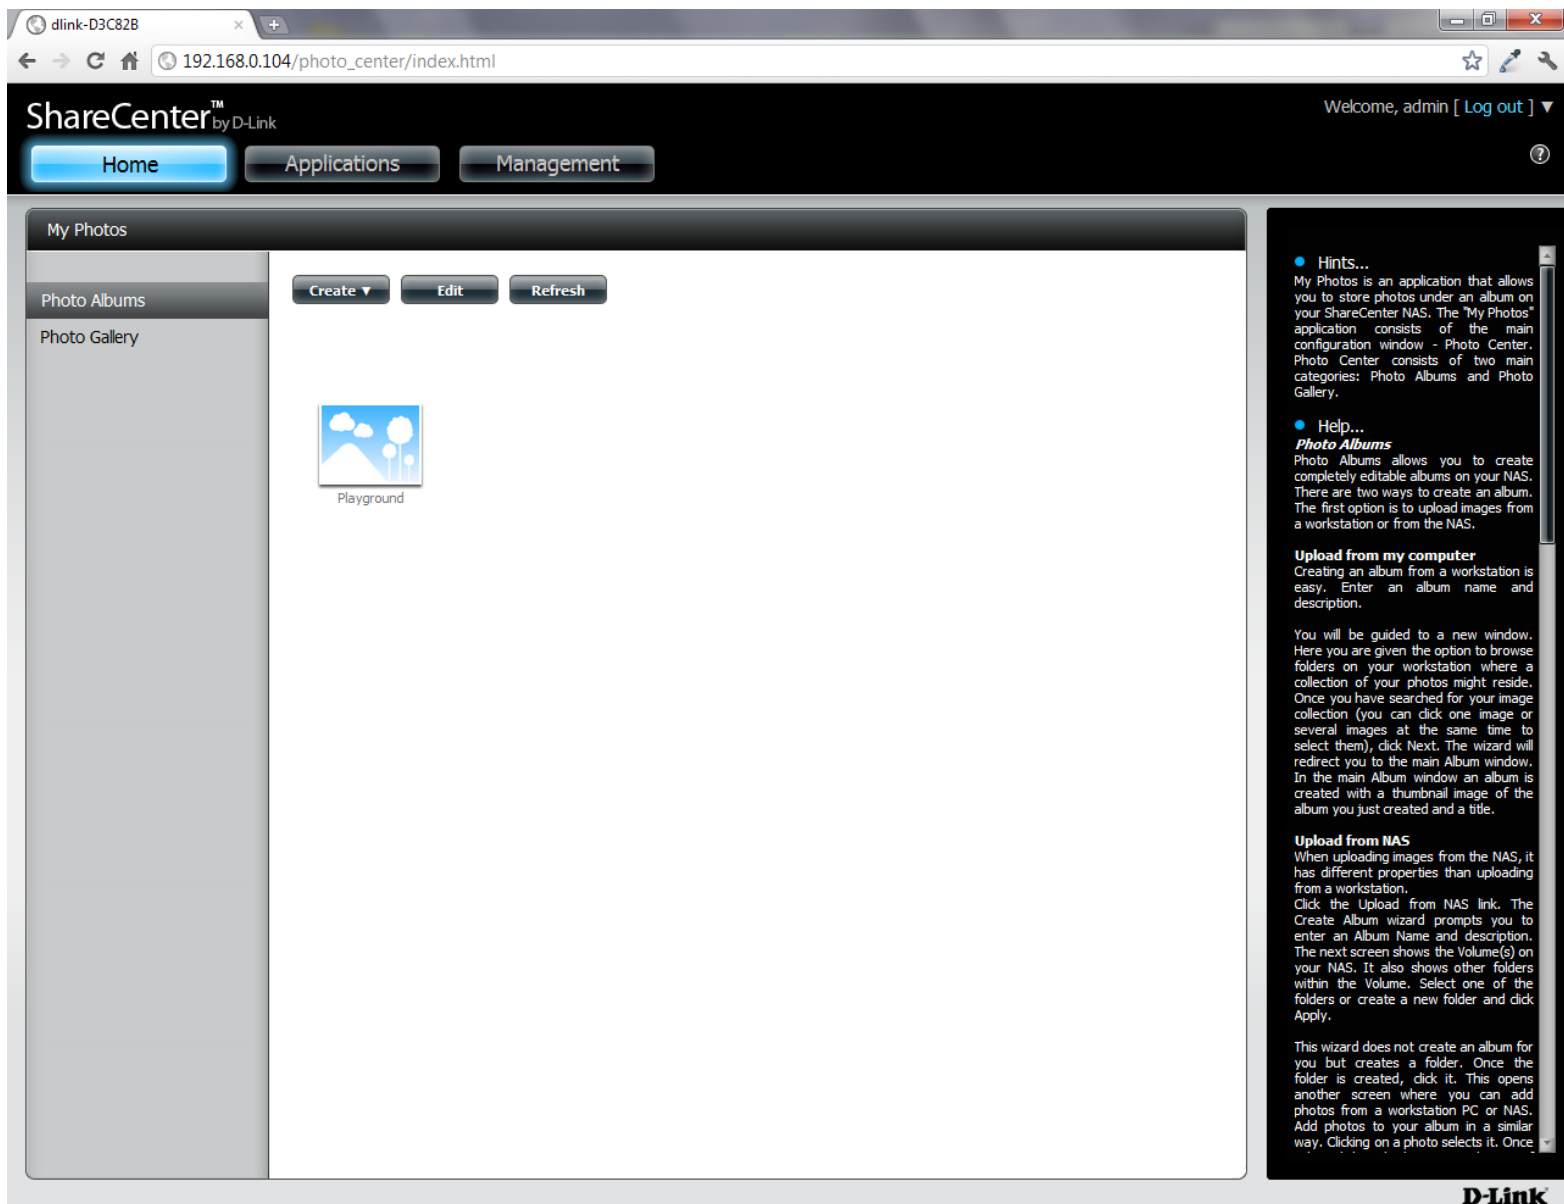 dlink-D3C82B
192.168.0.104/photo_center/index.html
ShareCenter™ by D-Link
Welcome, admin [ Log out ] ▼
Home
Applications
Management
?
My Photos
Photo Albums
Photo Gallery
Create ▼
Edit
Refresh
Playground
Hints...
My Photos is an application that allows
you to store photos under an album on
your ShareCenter NAS. The "My Photos"
application consists of the main
configuration window - Photo Center.
Photo Center consists of two main
categories: Photo Albums and Photo
Gallery.
Help...
Photo Albums
Photo Albums allows you to create
completely editable albums on your NAS.
There are two ways to create an album.
The first option is to upload images from
a workstation or from the NAS.
Upload from my computer
Creating an album from a workstation is
easy. Enter an album name and
description.
You will be guided to a new window.
Here you are given the option to browse
folders on your workstation where a
collection of your photos might reside.
Once you have searched for your image
collection (you can click one image or
several images at the same time to
select them), click Next. The wizard will
redirect you to the main Album window.
In the main Album window an album is
created with a thumbnail image of the
album you just created and a title.
Upload from NAS
When uploading images from the NAS, it
has different properties than uploading
from a workstation.
Click the Upload from NAS link. The
Create Album wizard prompts you to
enter an Album Name and description.
The next screen shows the Volume(s) on
your NAS. It also shows other folders
within the Volume. Select one of the
folders or create a new folder and click
Apply.
This wizard does not create an album for
you but creates a folder. Once the
folder is created, click it. This opens
another screen where you can add
photos from a workstation PC or NAS.
Add photos to your album in a similar
way. Clicking on a photo selects it. Once
D-Link